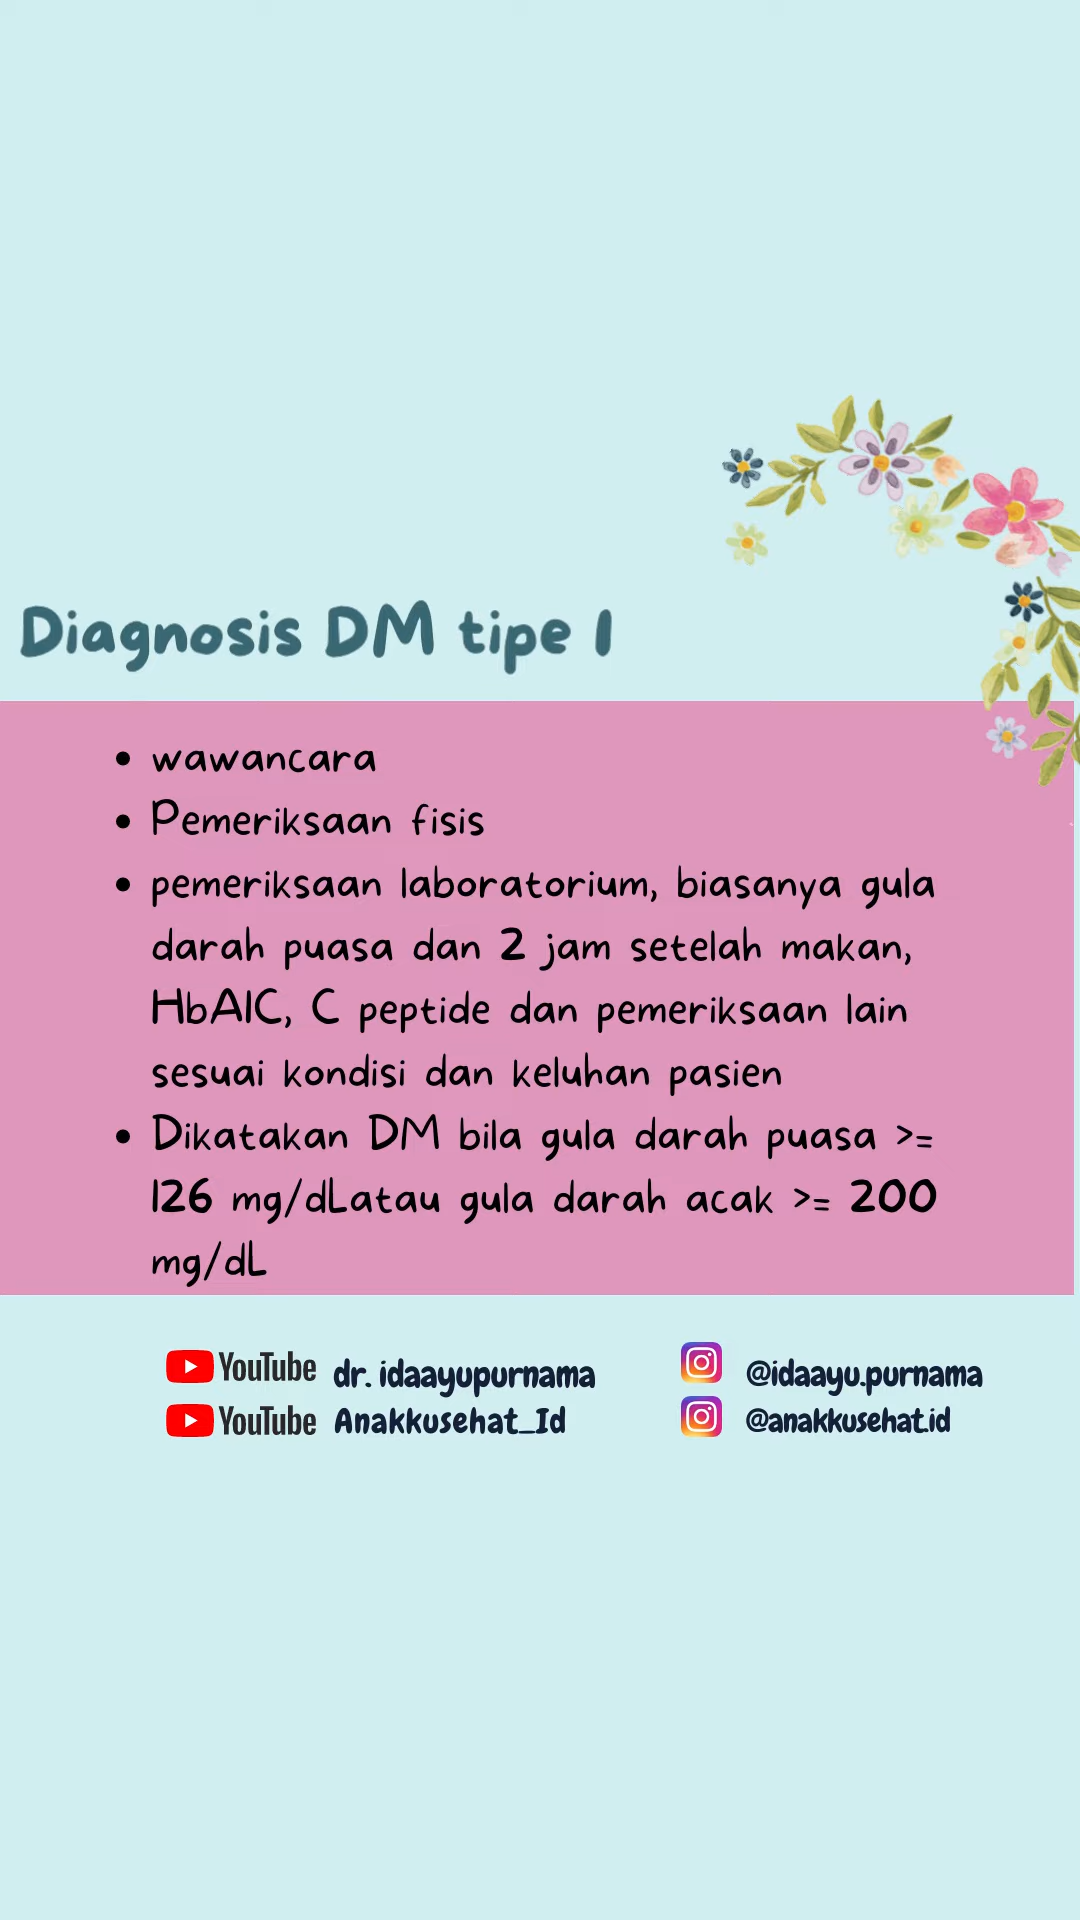 Diagnosis DM tipe 1
• wawancara
• Pemeriksaan fisis
• pemeriksaan laboratorium, biasanya gula
darah puasa dan 2 jam setelah makan,
HbA1C, C peptide dan pemeriksaan lain
sesuai kondisi dan keluhan pasien
• Dikatakan DM bila gula darah puasa >=
126 mg/dLatau gula darah acak >= 200
mg/dL
YouTube dr. idaayupurnama
@idaayu.purnama
YouTube Anakkusehat_Id
@anakkusehat.id